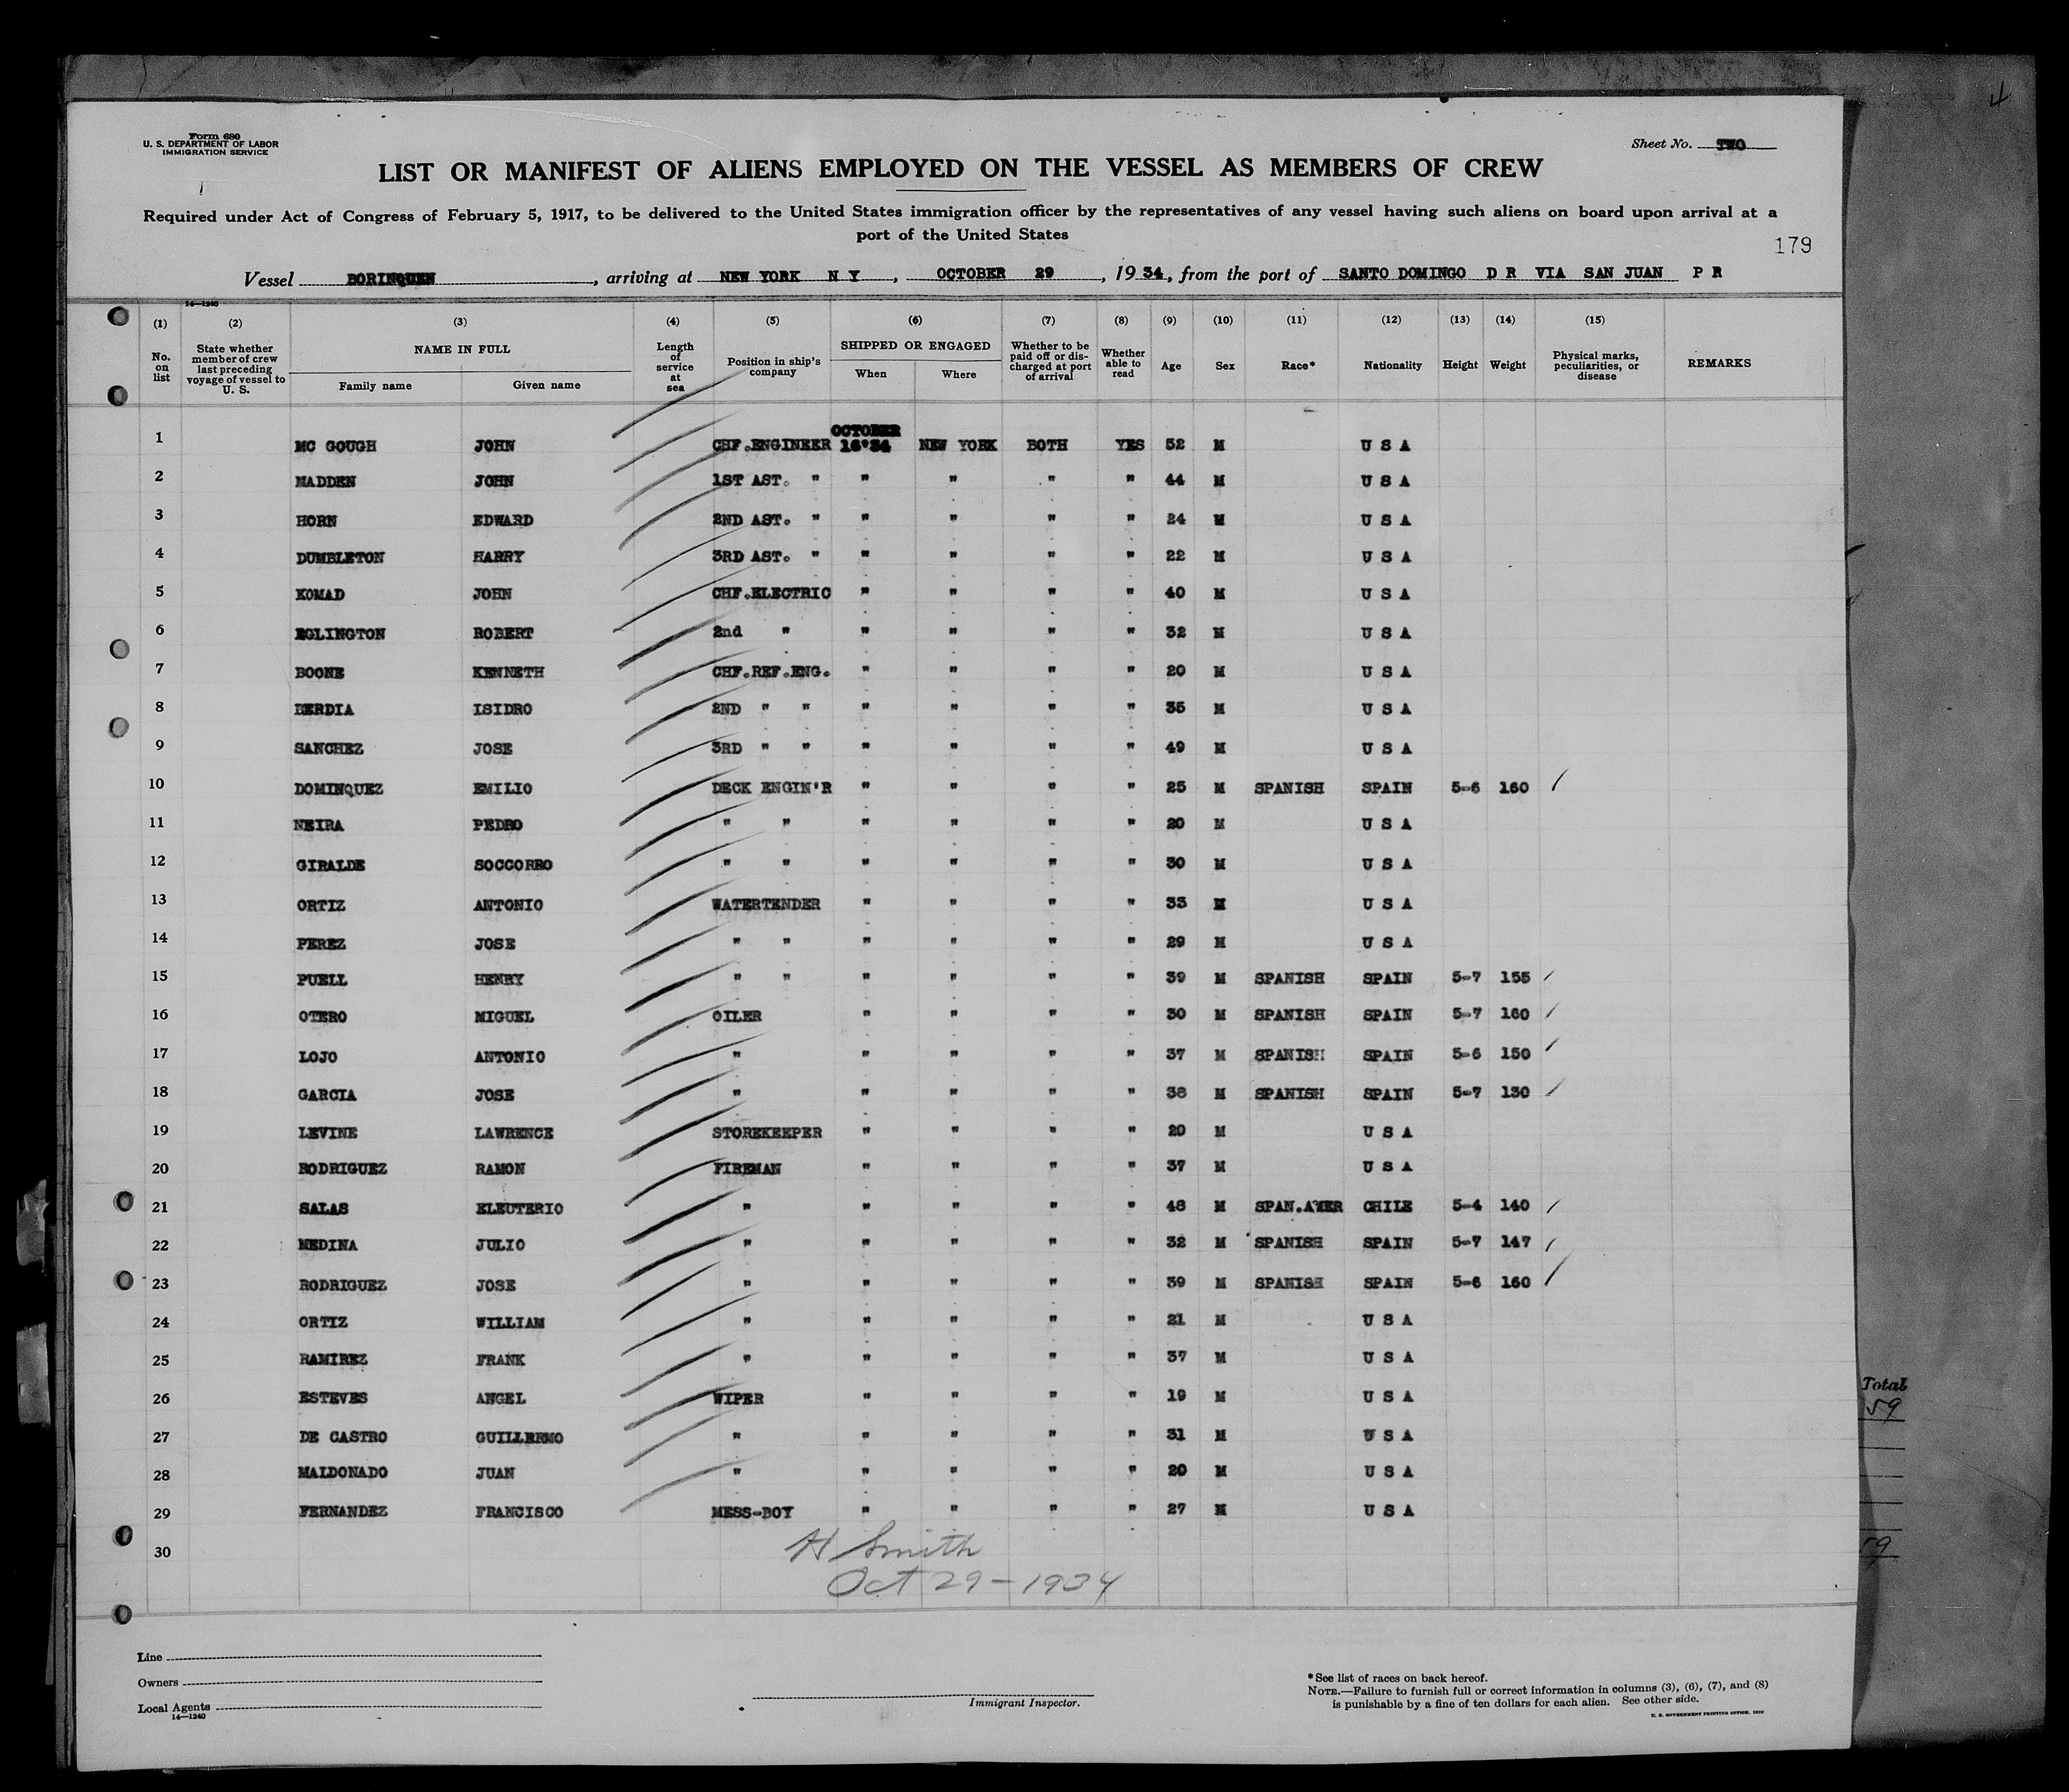 4
Form 680
U. S. DEPARTMENT OF LABOR
IMMIGRATION SERVICE
Sheet No. TWO
LIST OR MANIFEST OF ALIENS EMPLOYED ON THE VESSEL AS MEMBERS OF CREW
Required under Act of Congress of February 5, 1917, to be delivered to the United States immigration officer by the representatives of any vessel having such aliens on board upon arrival at a
port of the United States
179
Vessel BORINQUEN, arriving at NEW YORK N Y, OCTOBER 29, 1934, from the port of SANTO DOMINGO D R VIA SAN JUAN P R
14—1240
(1) (2) (3) (4) (5) (6) (7) (8) (9) (10) (11) (12) (13) (14) (15)
No. on list State whether member of crew last preceding voyage of vessel to U. S. NAME IN FULL Family name Given name Length of service at sea Position in ship's company SHIPPED OR ENGAGED When Where Whether to be paid off or discharged at port of arrival Whether able to read Age Sex Race* Nationality Height Weight Physical marks, peculiarities, or disease REMARKS
1 MC GOUGH JOHN CHF.ENGINEER OCTOBER 16'34 NEW YORK BOTH YES 52 M U S A
2 MADDEN JOHN 1ST AST. " " " " " 44 M U S A
3 HORN EDWARD 2ND AST. " " " " " 24 M U S A
4 DUMBLETON HARRY 3RD AST. " " " " " 22 M U S A
5 KOMAD JOHN CHF.ELECTRIC " " " " 40 M U S A
6 EGLINGTON ROBERT 2nd " " " " " 32 M U S A
7 BOONE KENNETH CHF.REF.ENG. " " " " 20 M U S A
8 BERDIA ISIDRO 2ND " " " " " " 35 M U S A
9 SANCHEZ JOSE 3RD " " " " " " 49 M U S A
10 DOMINQUEZ EMILIO DECK ENGIN'R " " " " 25 M SPANISH SPAIN 5-6 160
11 NEIRA PEDRO " " " " " " 20 M U S A
12 GIRALDE SOCCORRO " " " " " " 30 M U S A
13 ORTIZ ANTONIO WATERTENDER " " " " 33 M U S A
14 PEREZ JOSE " " " " " " 29 M U S A
15 PUELL HENRY " " " " " " 39 M SPANISH SPAIN 5-7 155
16 OTERO MIGUEL OILER " " " " 30 M SPANISH SPAIN 5-7 160
17 LOJO ANTONIO " " " " " 37 M SPANISH SPAIN 5-6 150
18 GARCIA JOSE " " " " " 38 M SPANISH SPAIN 5-7 130
19 LEVINE LAWRENCE STOREKEEPER " " " " 20 M U S A
20 RODRIGUEZ RAMON FIREMAN " " " " 37 M U S A
21 SALAS ELEUTERIO " " " " " 48 M SPAN.AMER CHILE 5-4 140
22 MEDINA JULIO " " " " " 32 M SPANISH SPAIN 5-7 147
23 RODRIGUEZ JOSE " " " " " 39 M SPANISH SPAIN 5-6 160
24 ORTIZ WILLIAM " " " " " 21 M U S A
25 RAMIREZ FRANK " " " " " 37 M U S A
26 ESTEVES ANGEL WIPER " " " " 19 M U S A
27 DE CASTRO GUILLERMO " " " " " 31 M U S A
28 MALDONADO JUAN " " " " " 20 M U S A
29 FERNANDEZ FRANCISCO MESS-BOY " " " " 27 M U S A
30
H Smith
Oct 29-1934
Total
59
59
Line
Owners
Local Agents
14—1240
Immigrant Inspector.
*See list of races on back hereof.
NOTE.—Failure to furnish full or correct information in columns (3), (6), (7), and (8)
is punishable by a fine of ten dollars for each alien. See other side.